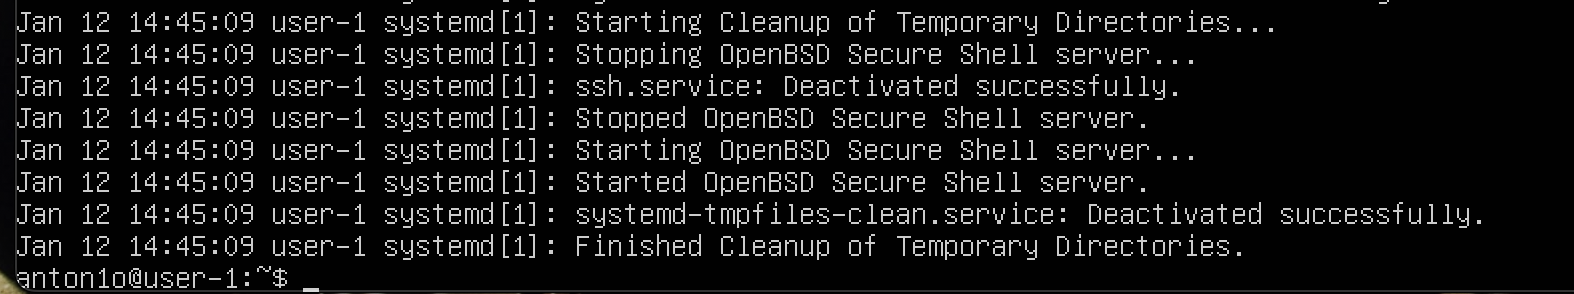 Jan 12 14:45:09 user-1 systemd[1]: Starting Cleanup of Temporary Directories...
Jan 12 14:45:09 user-1 systemd[1]: Stopping OpenBSD Secure Shell server...
Jan 12 14:45:09 user-1 systemd[1]: ssh.service: Deactivated successfully.
Jan 12 14:45:09 user-1 systemd[1]: Stopped OpenBSD Secure Shell server.
Jan 12 14:45:09 user-1 systemd[1]: Starting OpenBSD Secure Shell server...
Jan 12 14:45:09 user-1 systemd[1]: Started OpenBSD Secure Shell server.
Jan 12 14:45:09 user-1 systemd[1]: systemd-tmpfiles-clean.service: Deactivated successfully.
Jan 12 14:45:09 user-1 systemd[1]: Finished Cleanup of Temporary Directories.
anton1o@user-1:~$ _